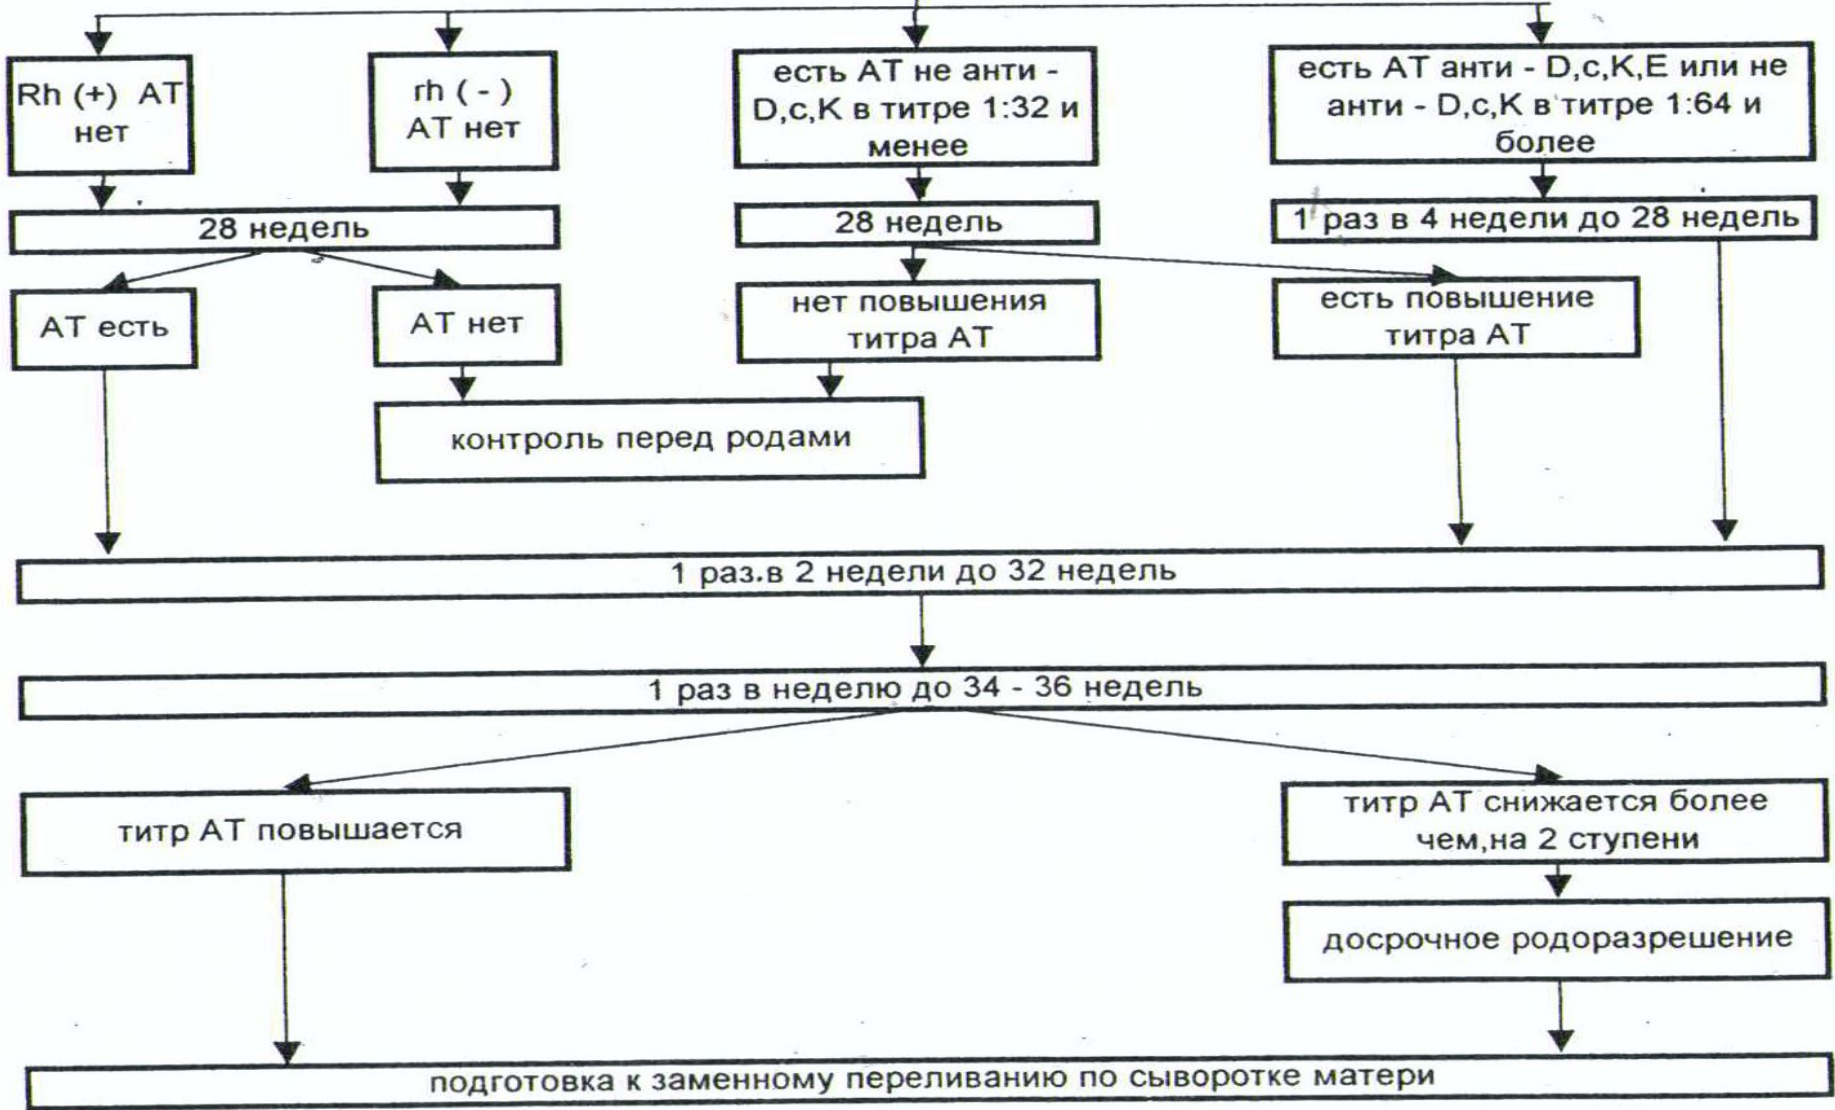 Rh (+) АТ
нет
rh ( - )
АТ нет
есть АТ не анти -
D,c,K в титре 1:32 и
менее
есть АТ анти - D,c,K,E или не
анти - D,c,K в титре 1:64 и
более
28 недель
28 недель
1 раз в 4 недели до 28 недель
АТ есть
АТ нет
нет повышения
титра АТ
есть повышение
титра АТ
контроль перед родами
1 раз.в 2 недели до 32 недель
1 раз в неделю до 34 - 36 недель
титр АТ повышается
титр АТ снижается более
чем,на 2 ступени
досрочное родоразрешение
подготовка к заменному переливанию по сыворотке матери